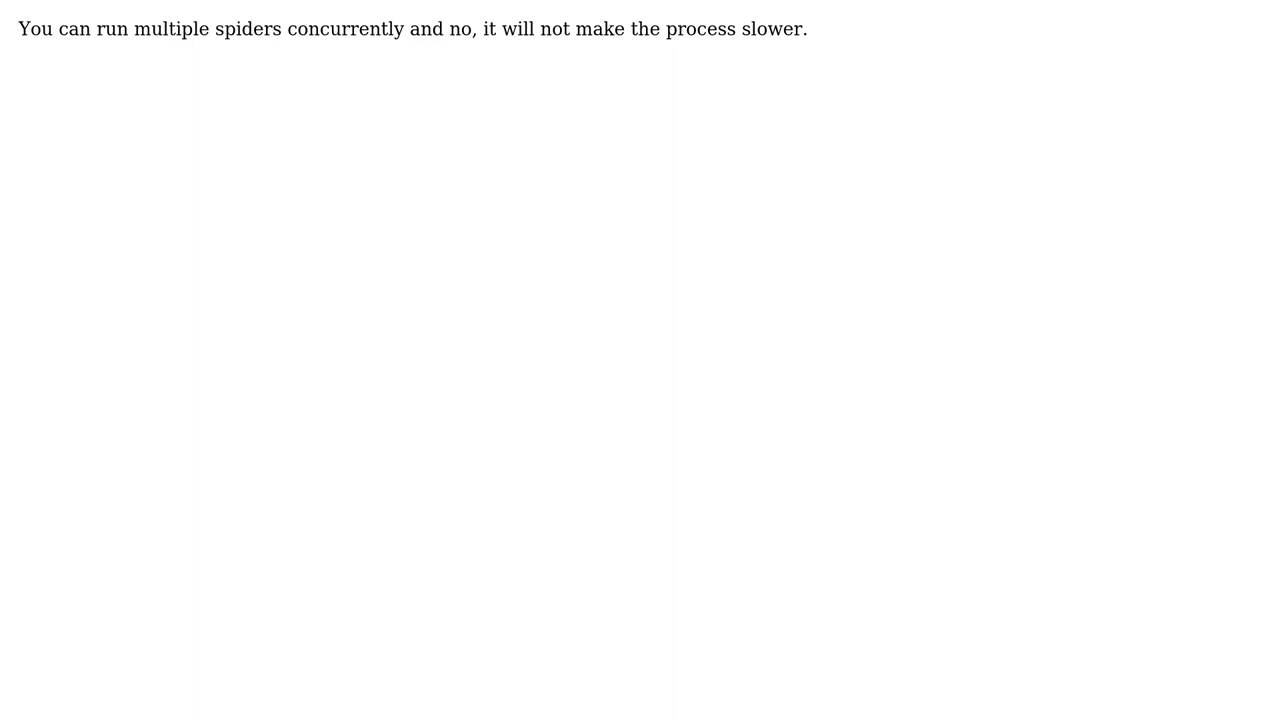 You can run multiple spiders concurrently and no, it will not make the process slower.